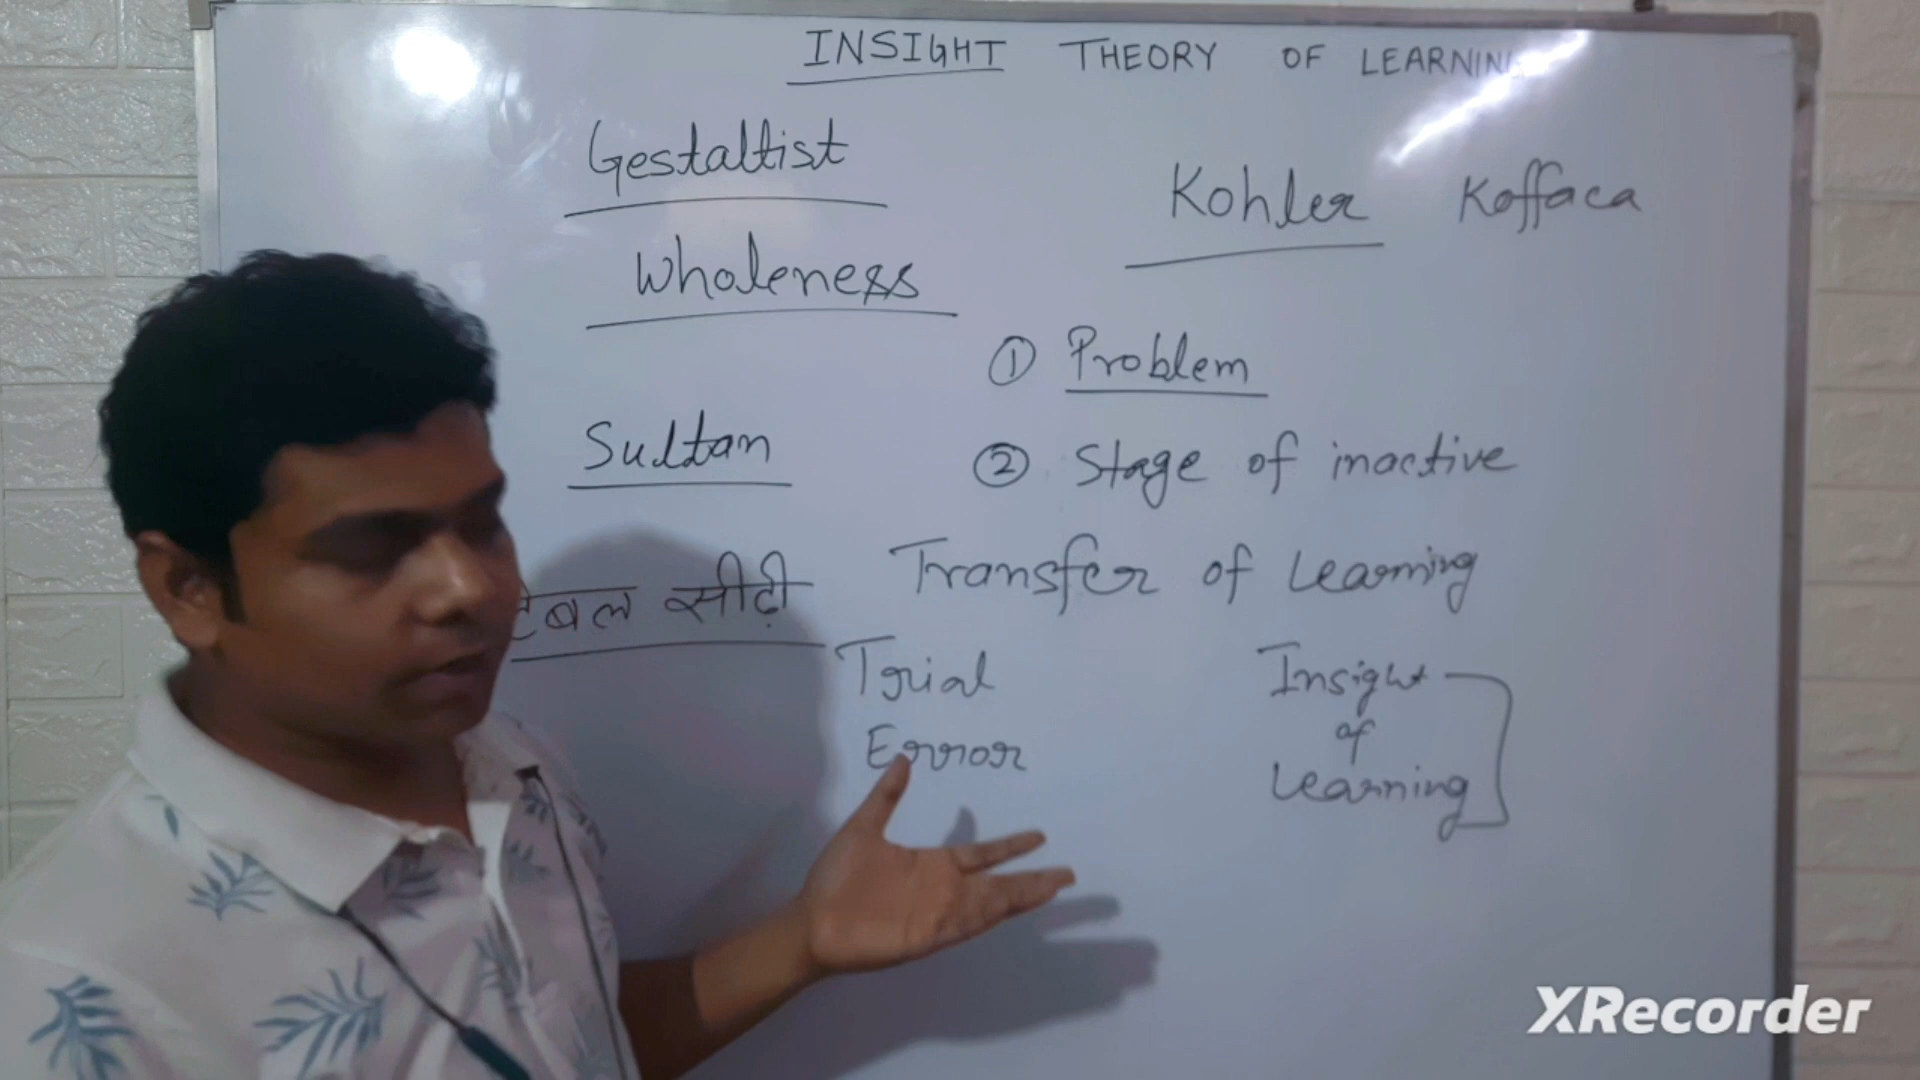 INSIGHT THEORY OF LEARNING
Gestaltist
Kohler Koffaca
Wholeness
① Problem
Sultan
② Stage of inactive
टेबल सीढ़ी
Transfer of Learning
Trial
Error
Insight
of
Learning
XRecorder